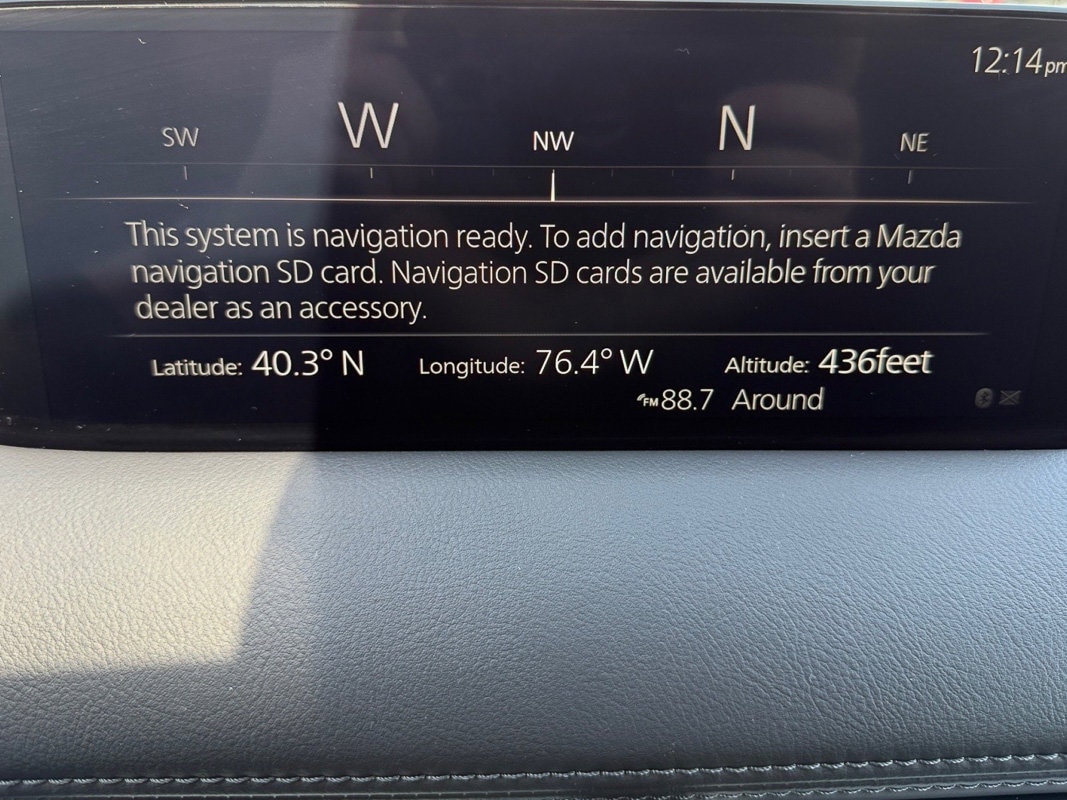 12:14pm
SW W NW N NE
This system is navigation ready. To add navigation, insert a Mazda
navigation SD card. Navigation SD cards are available from your
dealer as an accessory.
Latitude: 40.3° N Longitude: 76.4° W Altitude: 436feet
FM 88.7 Around